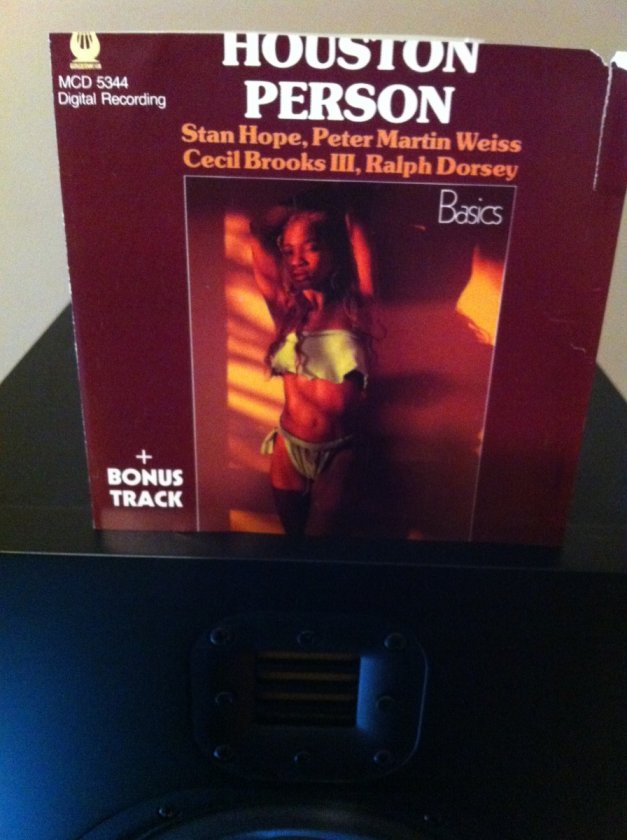 MCD 5344
Digital Recording
HOUSTON
PERSON
Stan Hope, Peter Martin Weiss
Cecil Brooks III, Ralph Dorsey
Basics
+
BONUS
TRACK